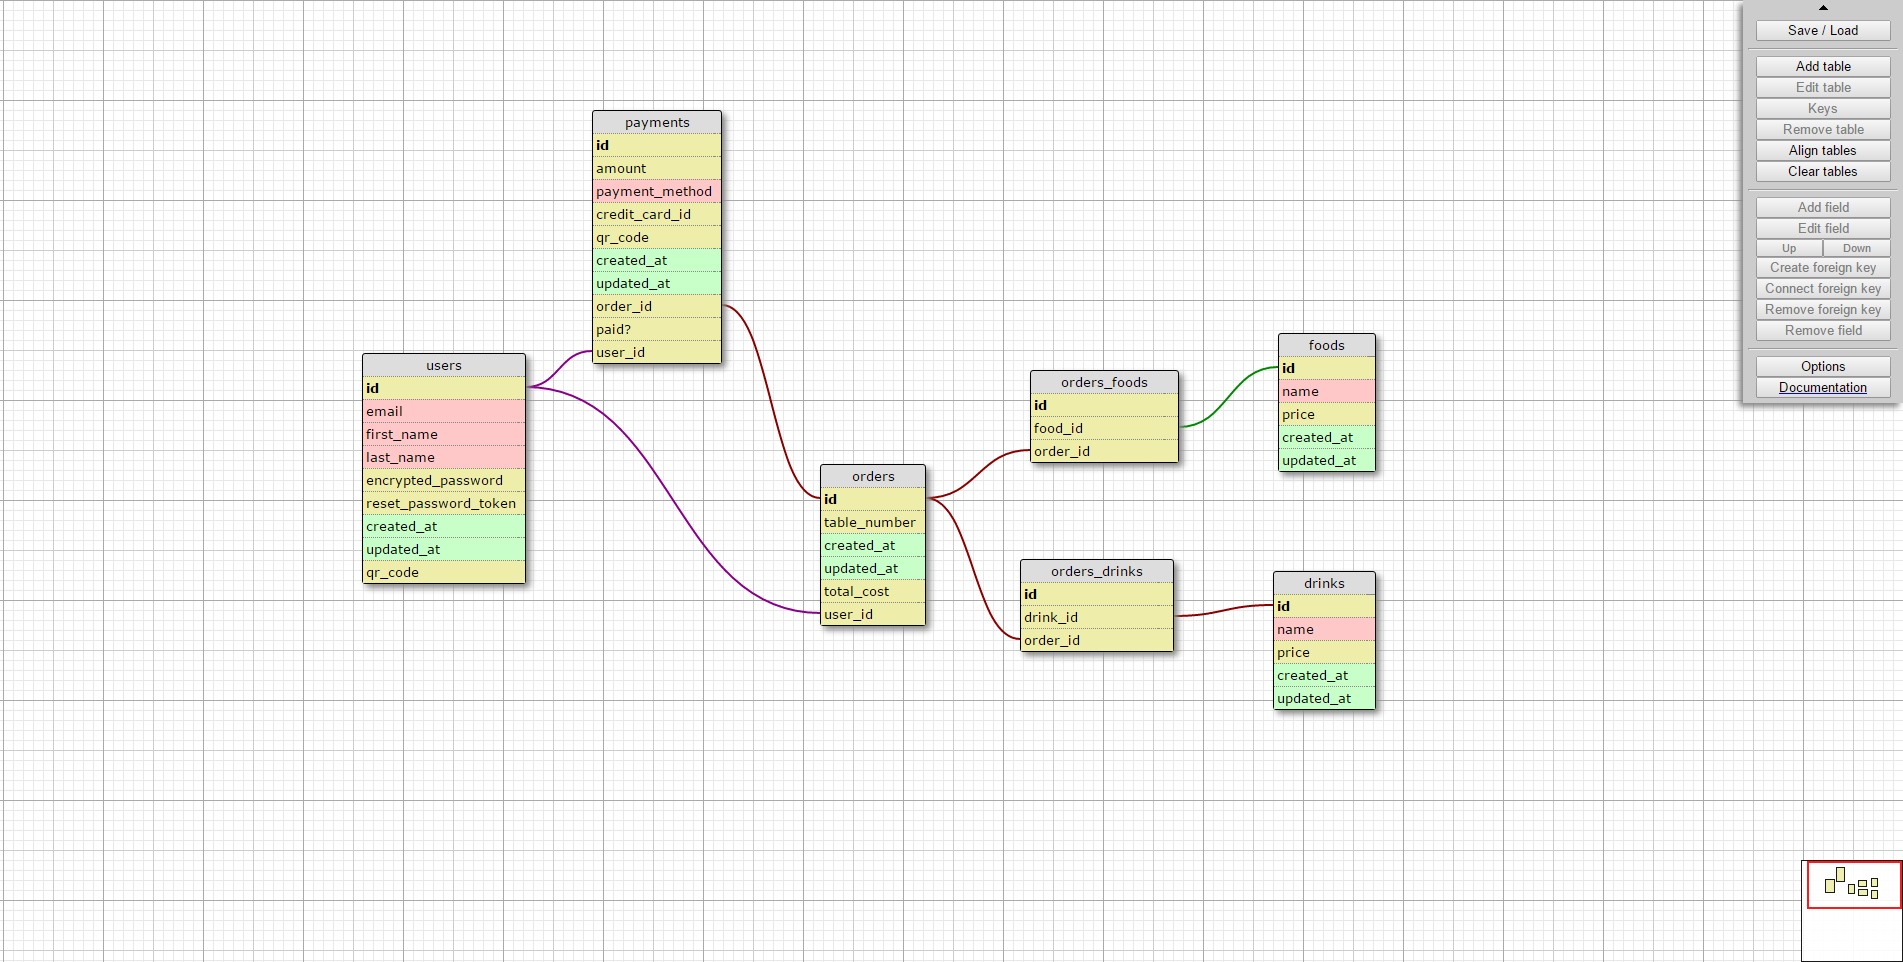 payments
id
amount
payment_method
credit_card_id
qr_code
created_at
updated_at
order_id
paid?
user_id
users
id
email
first_name
last_name
encrypted_password
reset_password_token
created_at
updated_at
qr_code
orders
id
table_number
created_at
updated_at
total_cost
user_id
orders_foods
id
food_id
order_id
orders_drinks
id
drink_id
order_id
foods
id
name
price
created_at
updated_at
drinks
id
name
price
created_at
updated_at
Save / Load
Add table
Edit table
Keys
Remove table
Align tables
Clear tables
Add field
Edit field
Up Down
Create foreign key
Connect foreign key
Remove foreign key
Remove field
Options
Documentation